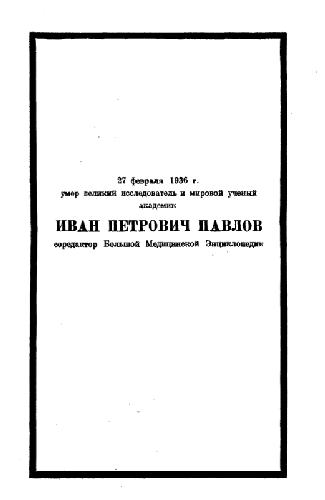 27 февраля 1936 г.
умер великий исследователь и мировой ученый
академик
ИВАН ПЕТРОВИЧ ПАВЛОВ
соредактор Большой Медицинской Энциклопедии